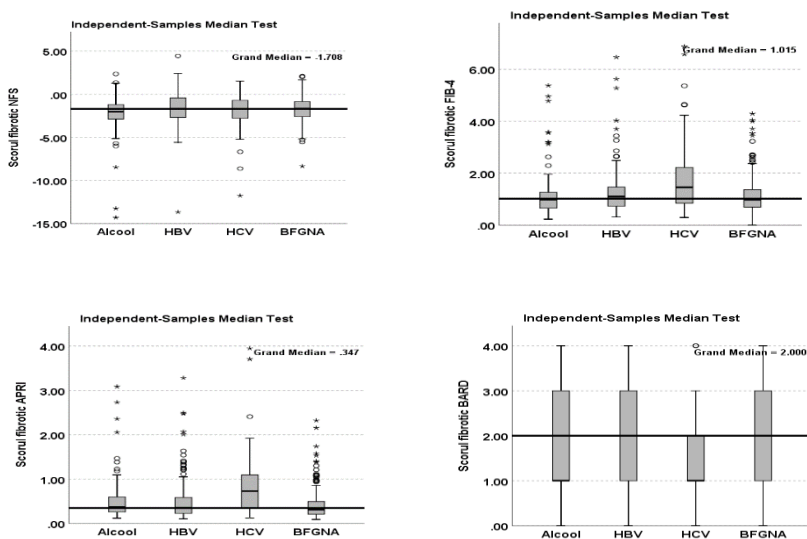 Independent-Samples Median Test
Grand Median = -1.708
Scorul fibrotic NFS
5.00
.00
-5.00
-10.00
-15.00
Alcool HBV HCV BFGNA
Independent-Samples Median Test
Grand Median = 1.015
Scorul fibrotic FIB-4
6.00
4.00
2.00
.00
Alcool HBV HCV BFGNA
Independent-Samples Median Test
Grand Median = .347
Scorul fibrotic APRI
4.00
3.00
2.00
1.00
.00
Alcool HBV HCV BFGNA
Independent-Samples Median Test
Grand Median = 2.000
Scorul fibrotic BARD
4.00
3.00
2.00
1.00
.00
Alcool HBV HCV BFGNA